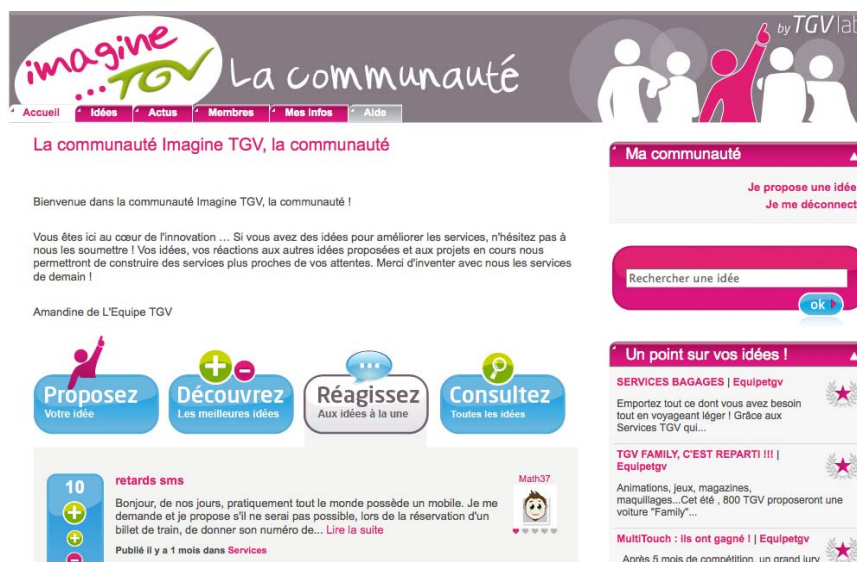 imagine
...TGV
La communauté
by TGV lab
Accueil
Idées
Actus
Membres
Mes Infos
Aide
La communauté Imagine TGV, la communauté
Bienvenue dans la communauté Imagine TGV, la communauté !
Vous êtes ici au cœur de l'innovation ... Si vous avez des idées pour améliorer les services, n'hésitez pas à
nous les soumettre ! Vos idées, vos réactions aux autres idées proposées et aux projets en cours nous
permettront de construire des services plus proches de vos attentes. Merci d'inventer avec nous les services
de demain !
Amandine de L'Equipe TGV
Proposez
Votre idée
Découvrez
Les meilleures idées
Réagissez
Aux idées à la une
Consultez
Toutes les idées
10
retards sms
Bonjour, de nos jours, pratiquement tout le monde possède un mobile. Je me
demande et je propose s'il ne serai pas possible, lors de la réservation d'un
billet de train, de donner son numéro de... Lire la suite
Publié il y a 1 mois dans Services
Math37
Ma communauté
Je propose une idée
Je me déconnect
Rechercher une idée
ok
Un point sur vos idées !
SERVICES BAGAGES | Equipetgv
Emportez tout ce dont vous avez besoin
tout en voyageant léger ! Grâce aux
Services TGV qui...
TGV FAMILY, C'EST REPARTI !!! |
Equipetgv
Animations, jeux, magazines,
maquillages...Cet été , 800 TGV proposeront une
voiture "Family"...
MultiTouch : ils ont gagné ! | Equipetgv
Après 5 mois de compétition, un grand jury